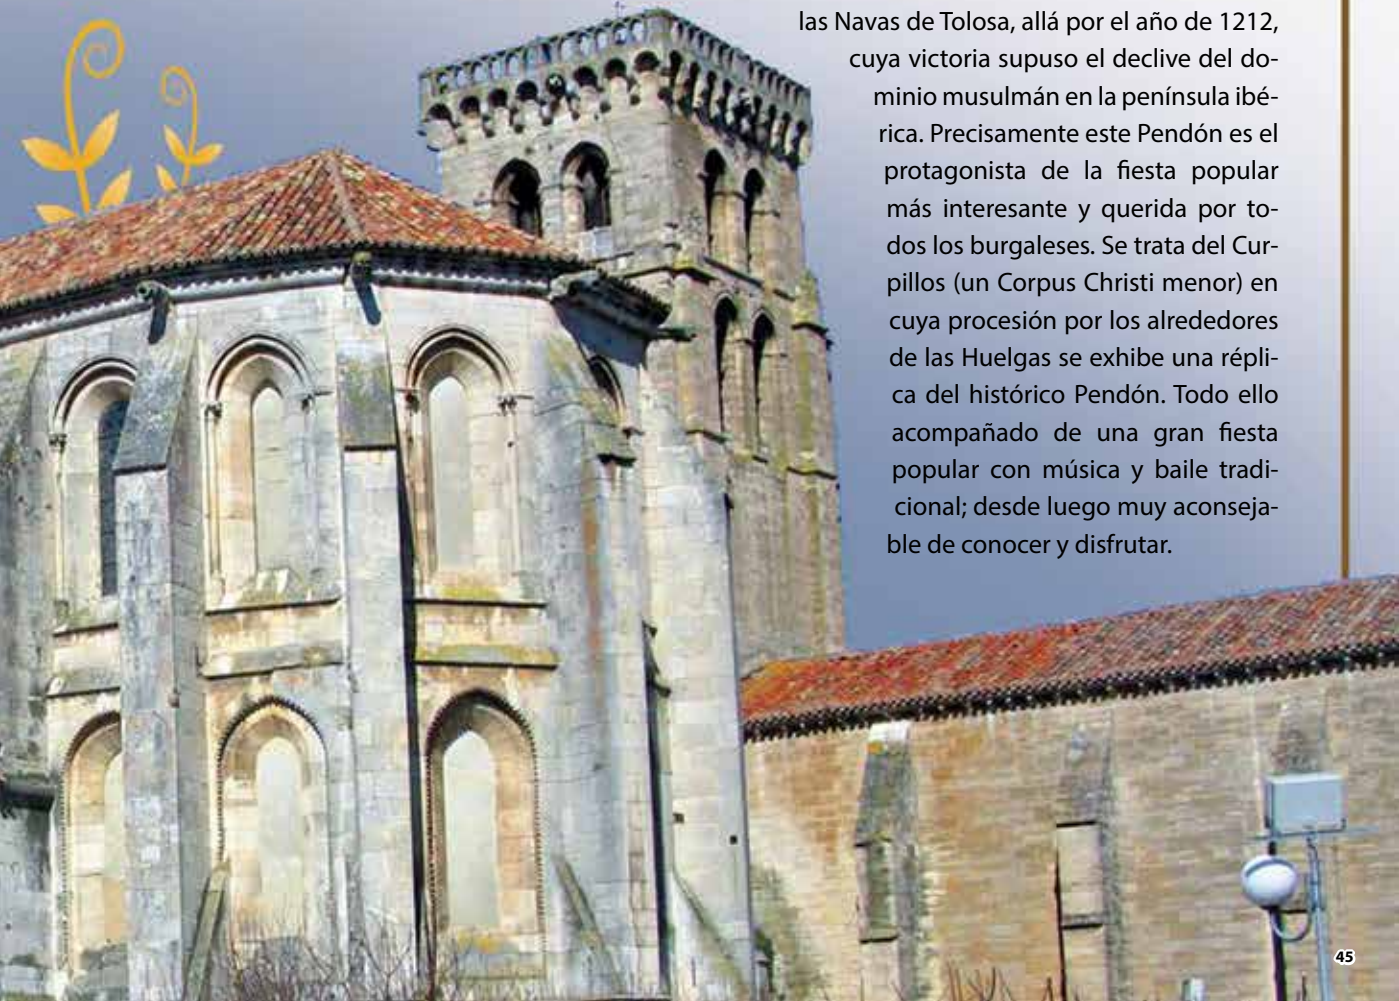 las Navas de Tolosa, allá por el año de 1212,
cuya victoria supuso el declive del do-
minio musulmán en la península ibé-
rica. Precisamente este Pendón es el
protagonista de la fiesta popular
más interesante y querida por to-
dos los burgaleses. Se trata del Cur-
pillos (un Corpus Christi menor) en
cuya procesión por los alrededores
de las Huelgas se exhibe una répli-
ca del histórico Pendón. Todo ello
acompañado de una gran fiesta
popular con música y baile tradi-
cional; desde luego muy aconseja-
ble de conocer y disfrutar.
45